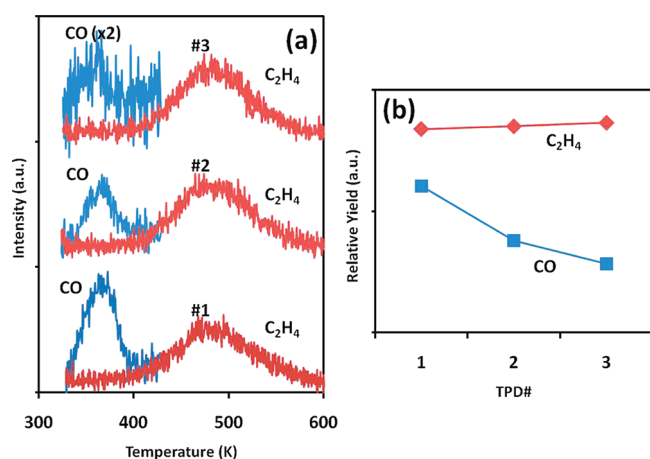 CO (x2)
(a)
#3
C₂H₄
CO
#2
C₂H₄
CO
#1
C₂H₄
Intensity (a.u.)
300
400
500
600
Temperature (K)
(b)
C₂H₄
CO
Relative Yield (a.u.)
1
2
3
TPD#